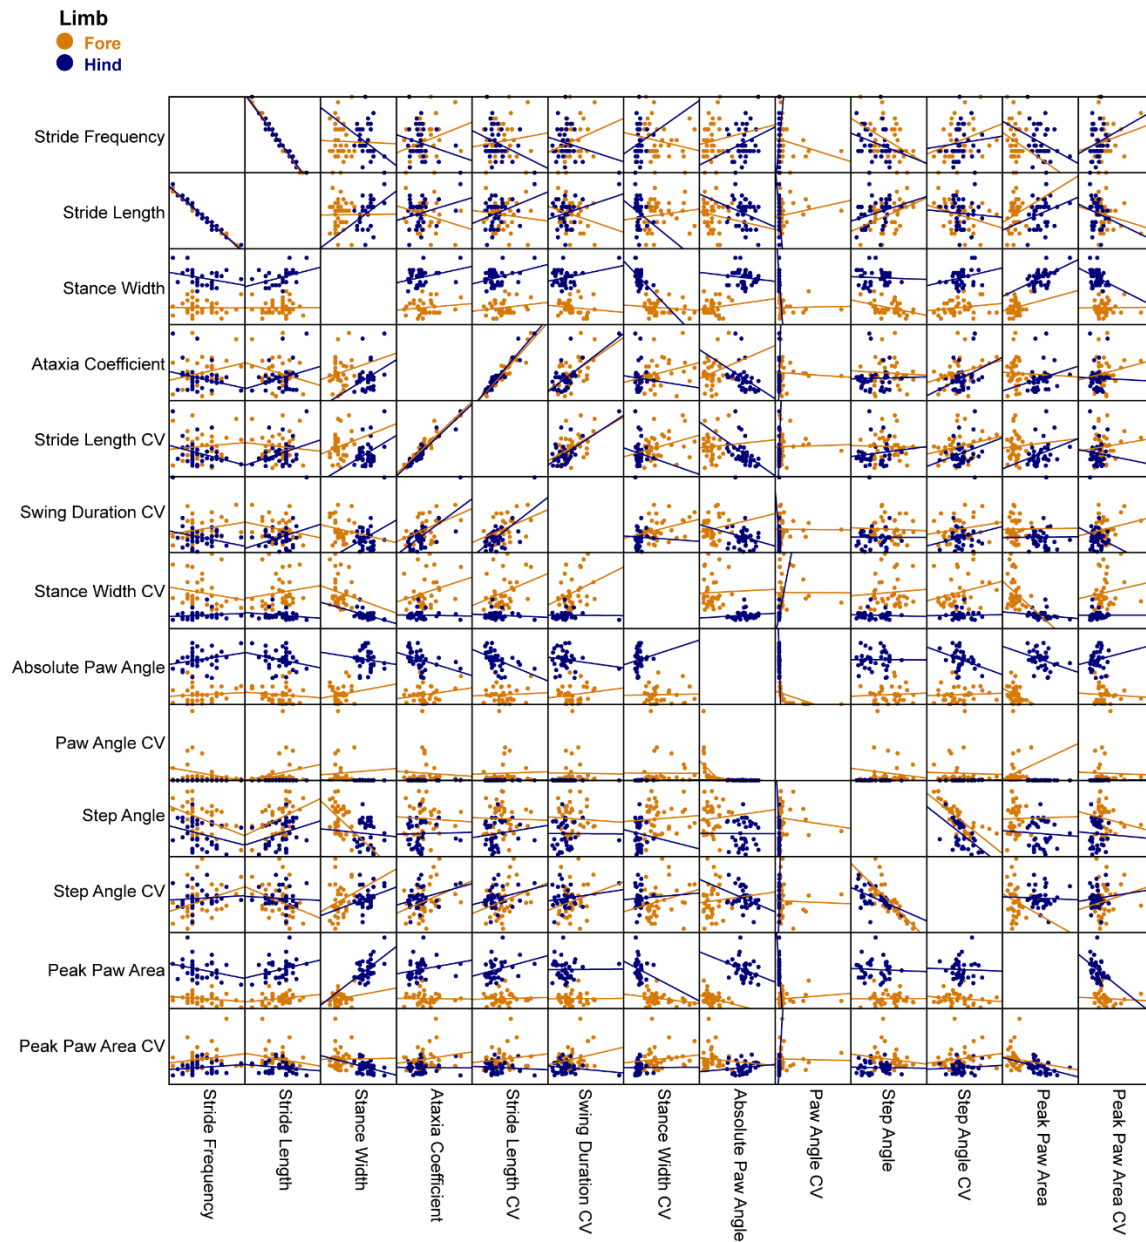 Limb
Fore
Hind
Stride Frequency
Stride Length
Stance Width
Ataxia Coefficient
Stride Length CV
Swing Duration CV
Stance Width CV
Absolute Paw Angle
Paw Angle CV
Step Angle
Step Angle CV
Peak Paw Area
Peak Paw Area CV
Stride Frequency
Stride Length
Stance Width
Ataxia Coefficient
Stride Length CV
Swing Duration CV
Stance Width CV
Absolute Paw Angle
Paw Angle CV
Step Angle
Step Angle CV
Peak Paw Area
Peak Paw Area CV